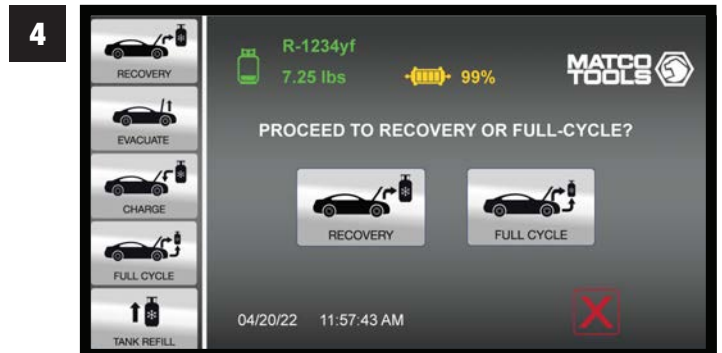 4
RECOVERY
EVACUATE
CHARGE
FULL CYCLE
TANK REFILL
R-1234yf
7.25 lbs
99%
MATCO
TOOLS
PROCEED TO RECOVERY OR FULL-CYCLE?
RECOVERY
FULL CYCLE
04/20/22 11:57:43 AM